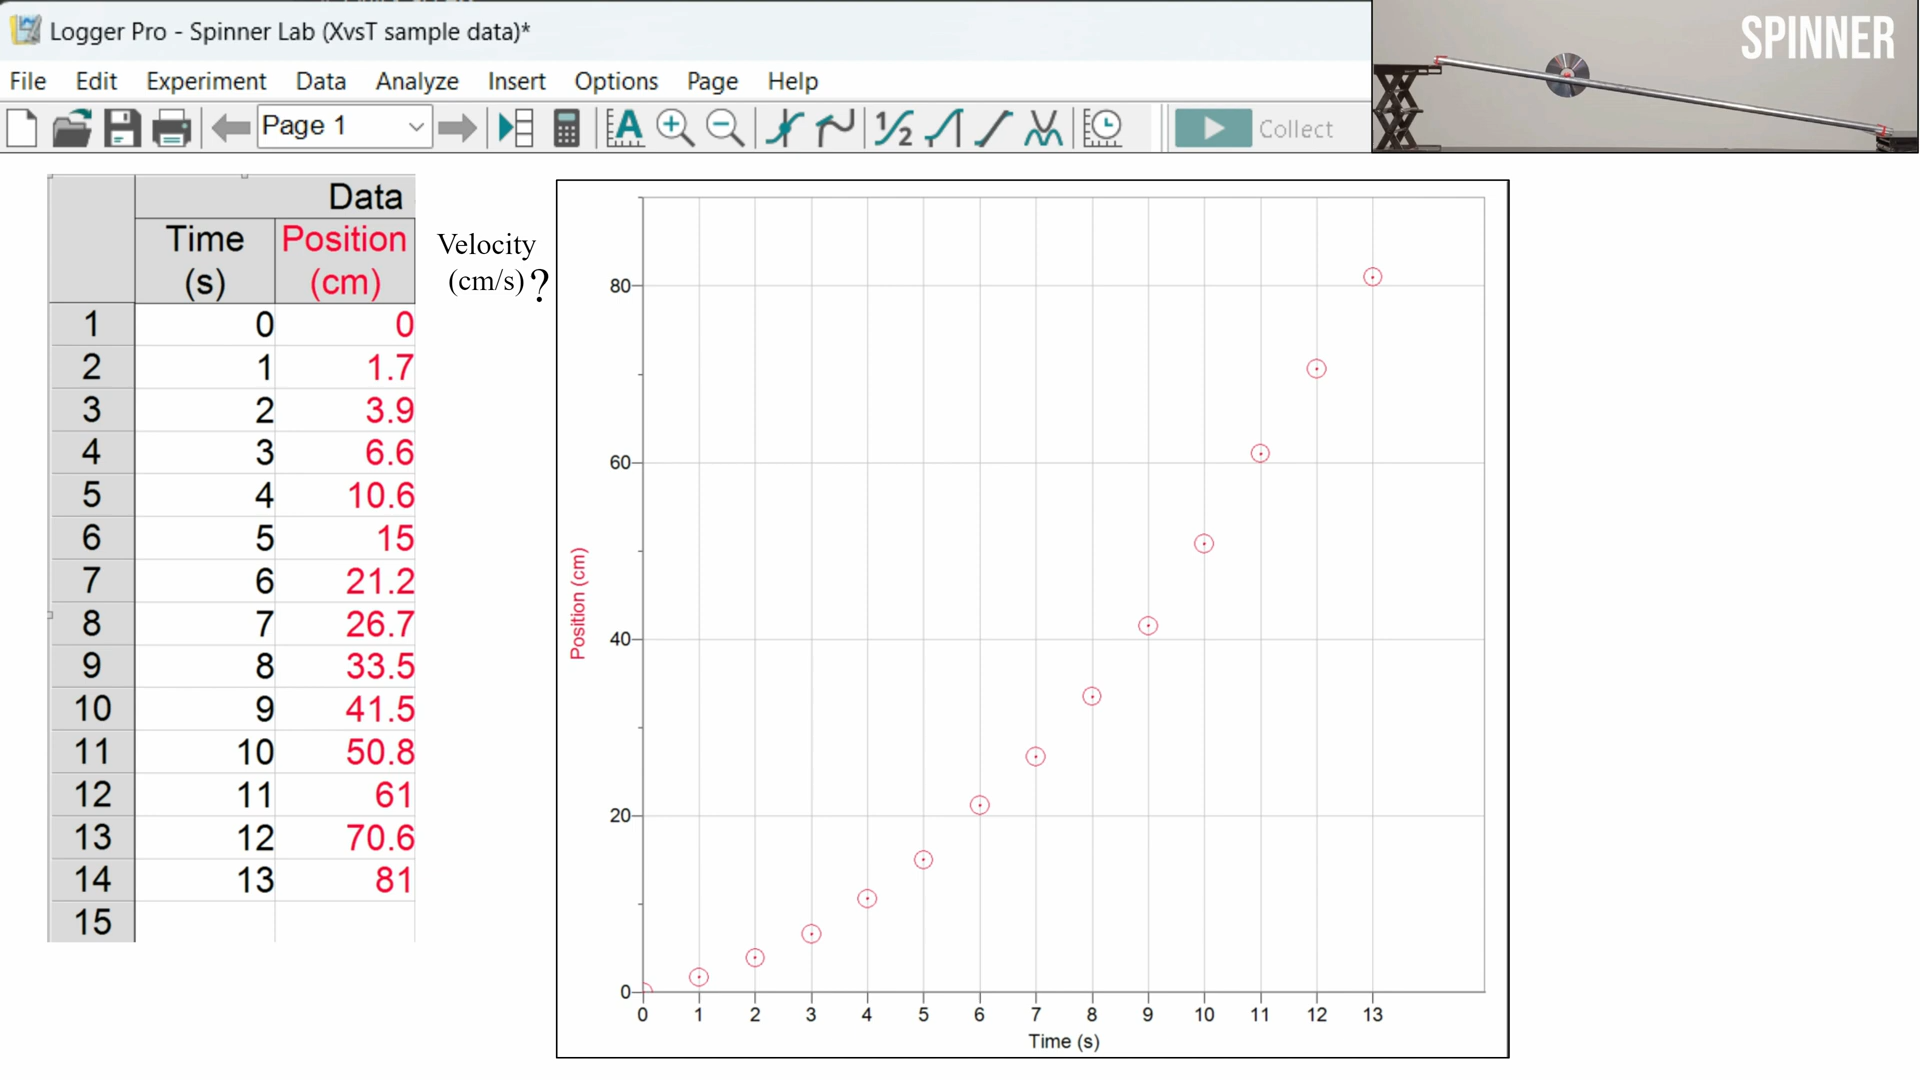 Logger Pro - Spinner Lab (XvsT sample data)*
SPINNER
File Edit Experiment Data Analyze Insert Options Page Help
Page 1
Collect
Data
Time (s) Position (cm)
Velocity (cm/s) ?
1 0 0
2 1 1.7
3 2 3.9
4 3 6.6
5 4 10.6
6 5 15
7 6 21.2
8 7 26.7
9 8 33.5
10 9 41.5
11 10 50.8
12 11 61
13 12 70.6
14 13 81
15
Position (cm)
80
60
40
20
0
0 1 2 3 4 5 6 7 8 9 10 11 12 13
Time (s)